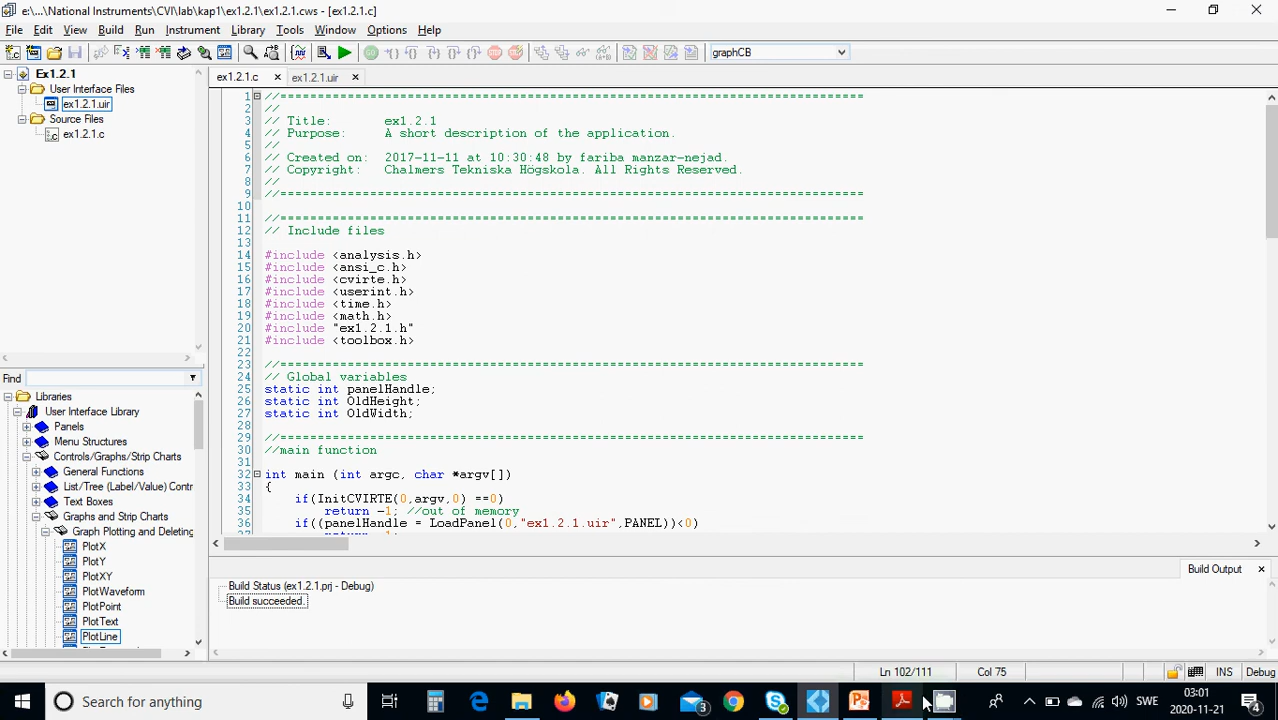 e:\...\National Instruments\CVI\lab\kap1\ex1.2.1\ex1.2.1.cws - [ex1.2.1.c]
File Edit View Build Run Instrument Library Tools Window Options Help
graphCB
Ex1.2.1
User Interface Files
ex1.2.1.uir
Source Files
ex1.2.1.c
Find
Libraries
User Interface Library
Panels
Menu Structures
Controls/Graphs/Strip Charts
General Functions
List/Tree (Label/Value) Contr
Text Boxes
Graphs and Strip Charts
Graph Plotting and Deleting
PlotX
PlotY
PlotXY
PlotWaveform
PlotPoint
PlotText
PlotLine
ex1.2.1.c ex1.2.1.uir
1 //==============================================================================
2 //
3 // Title: ex1.2.1
4 // Purpose: A short description of the application.
5 //
6 // Created on: 2017-11-11 at 10:30:48 by fariba manzar-nejad.
7 // Copyright: Chalmers Tekniska Högskola. All Rights Reserved.
8 //
9 //==============================================================================
10
11 //==============================================================================
12 // Include files
13
14 #include <analysis.h>
15 #include <ansi_c.h>
16 #include <cvirte.h>
17 #include <userint.h>
18 #include <time.h>
19 #include <math.h>
20 #include "ex1.2.1.h"
21 #include <toolbox.h>
22
23 //==============================================================================
24 // Global variables
25 static int panelHandle;
26 static int OldHeight;
27 static int OldWidth;
28
29 //==============================================================================
30 //main function
31
32 int main (int argc, char *argv[])
33 {
34 if(InitCVIRTE(0,argv,0) ==0)
35 return -1; //out of memory
36 if((panelHandle = LoadPanel(0,"ex1.2.1.uir",PANEL))<0)
37 return -1;
Build Output
Build Status (ex1.2.1.prj - Debug)
Build succeeded.
Ln 102/111 Col 75 INS Debug
Search for anything
3
SWE
03:01
2020-11-21
4